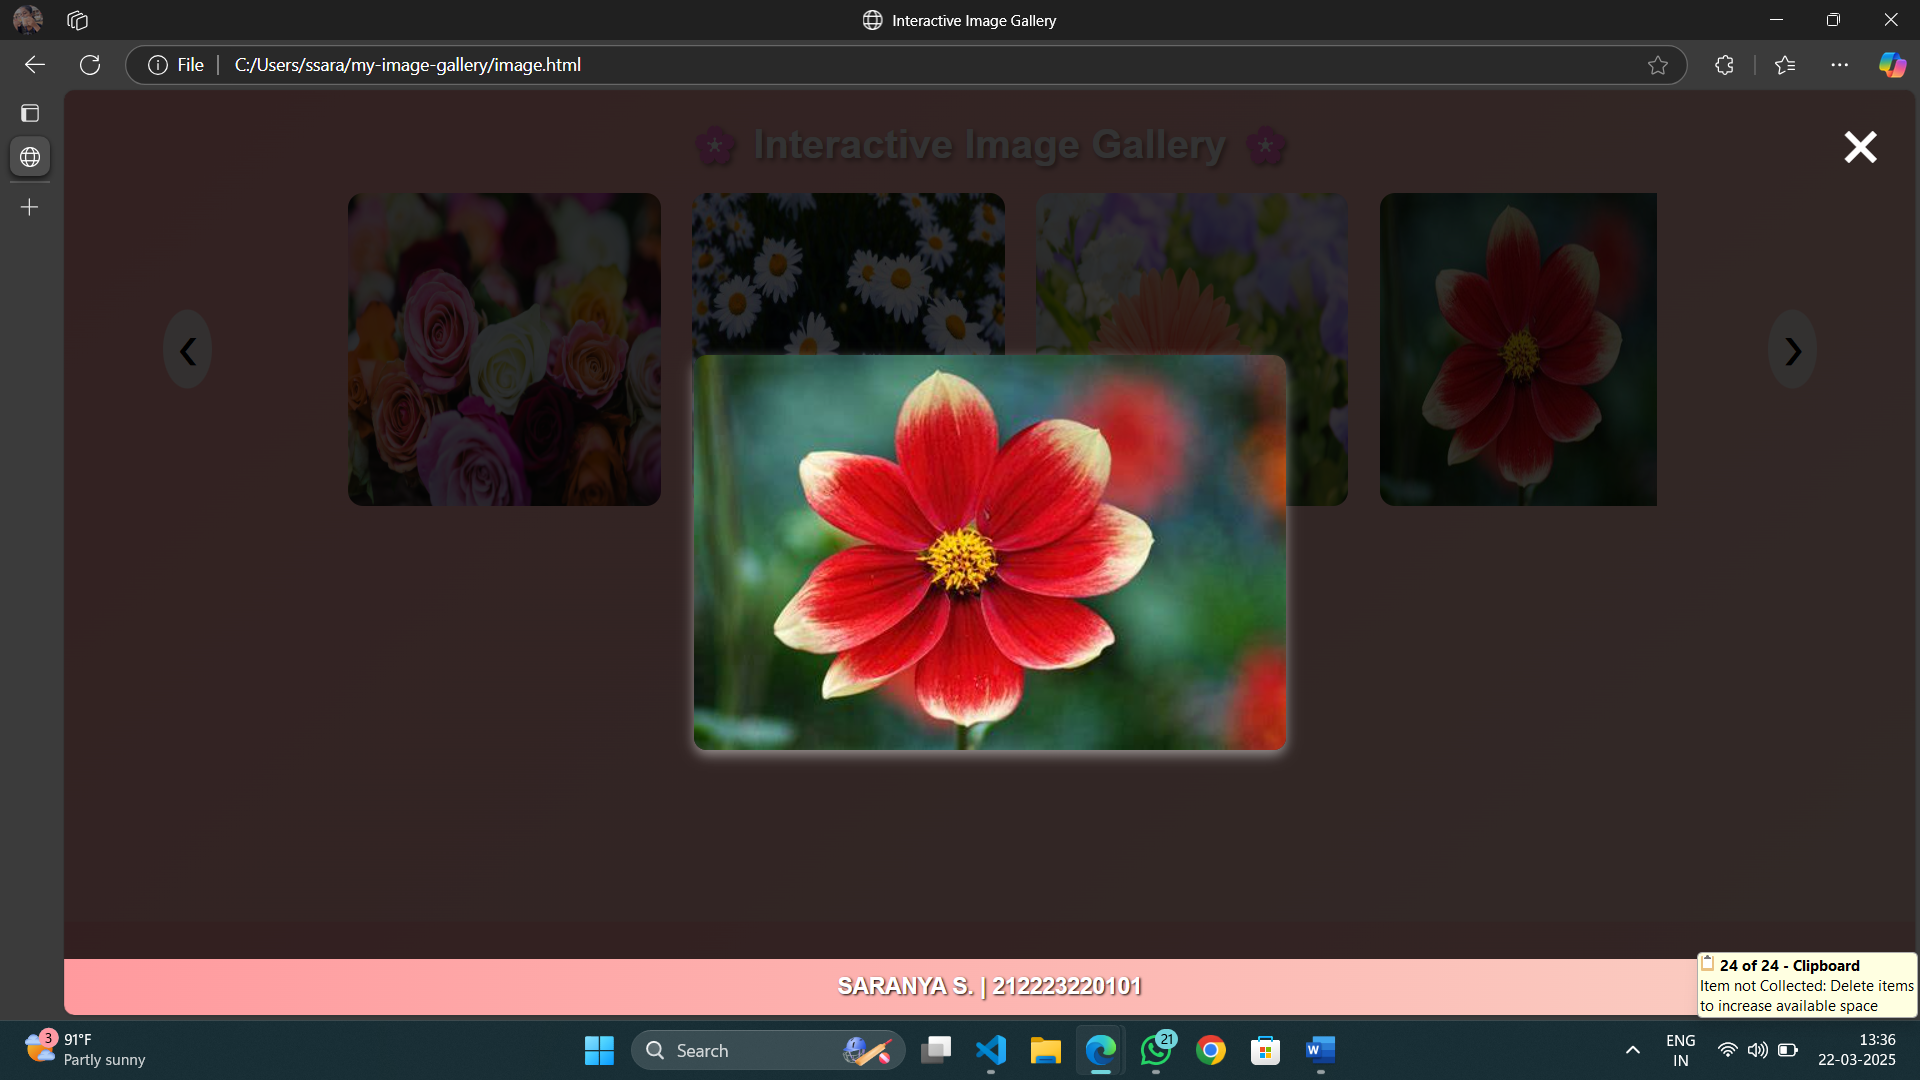 Interactive Image Gallery
File
C:/Users/ssara/my-image-gallery/image.html
Interactive Image Gallery
SARANYA S. | 212223220101
24 of 24 - Clipboard
Item not Collected: Delete items
to increase available space
3
91°F
Partly sunny
Search
21
W
ENG
IN
13:36
22-03-2025